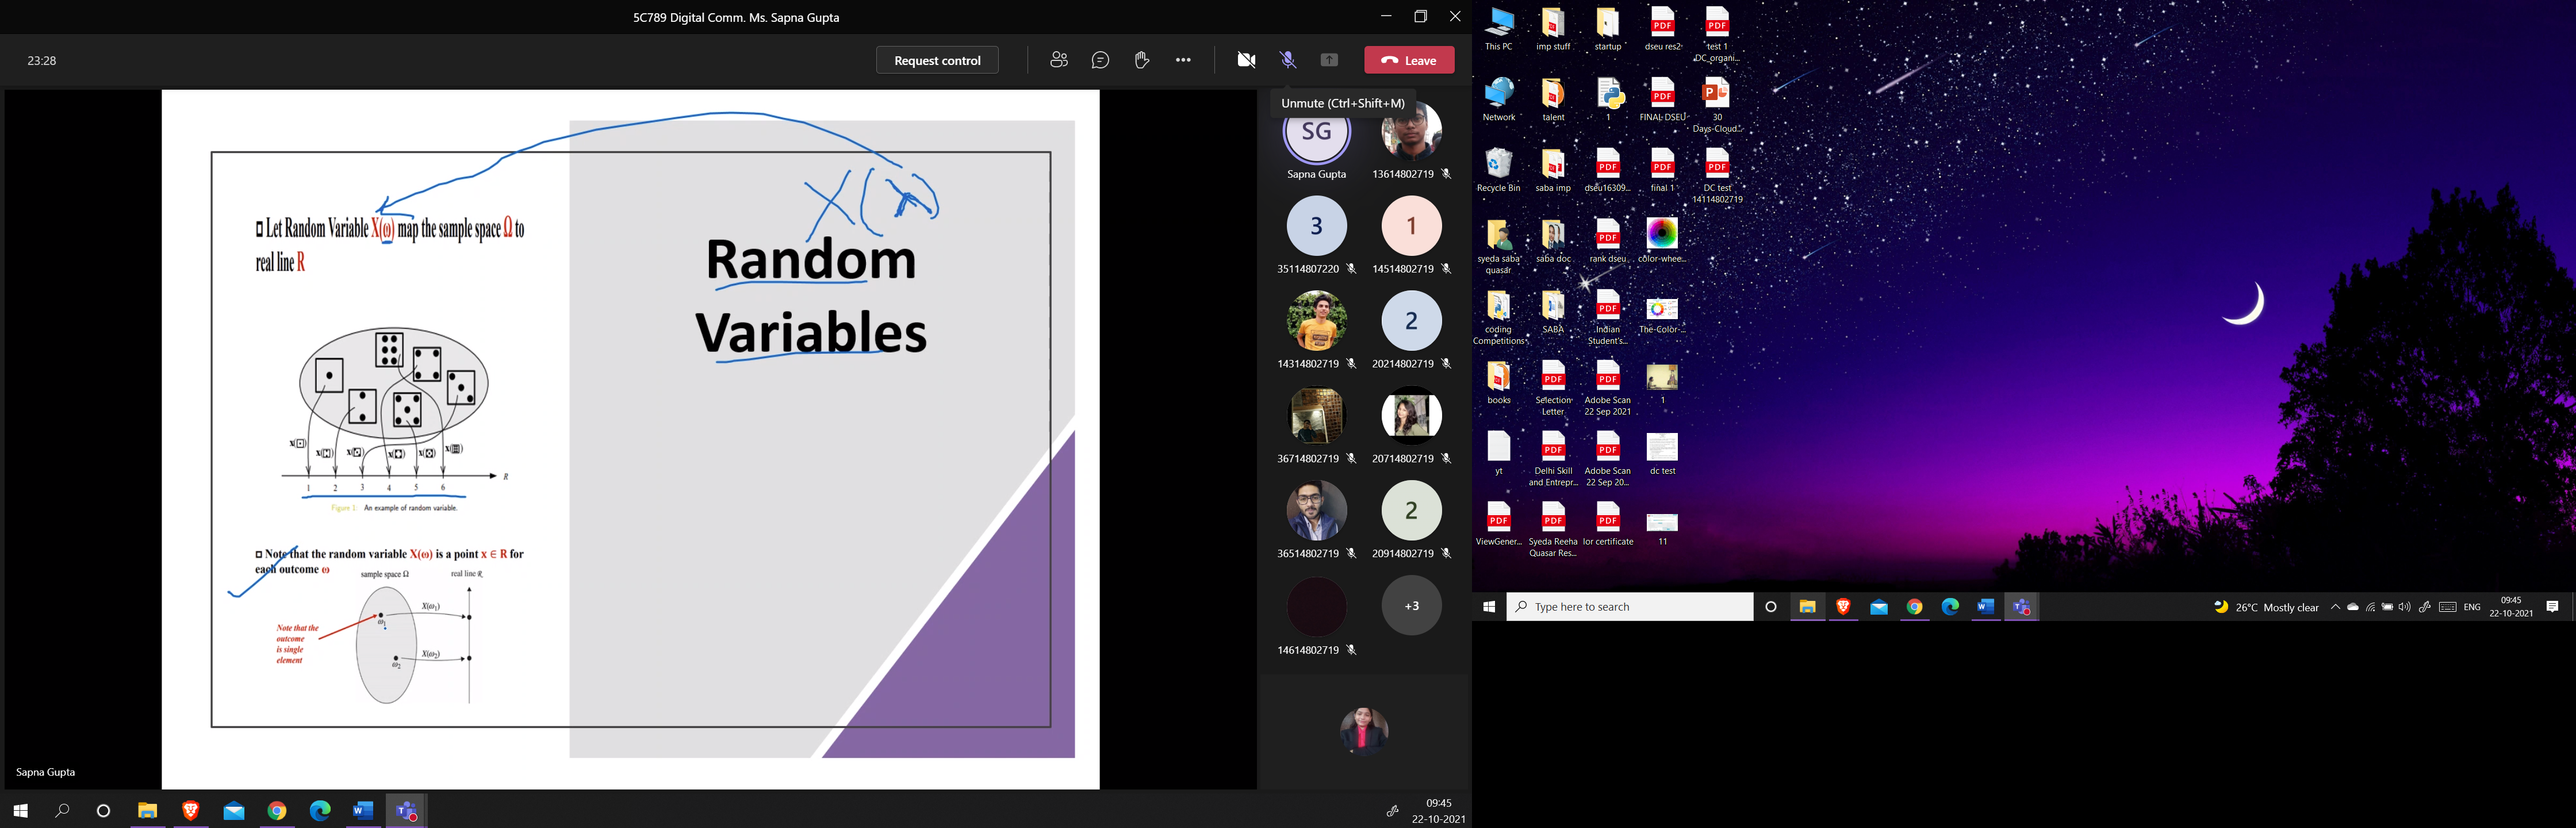 5C789 Digital Comm. Ms. Sapna Gupta
23:28
Request control
Leave
Unmute (Ctrl+Shift+M)
X(x)
Let Random Variable X(ω) map the sample space Ω to
real line R
Random
Variables
x(
x(
x(
x(
x(
x(
R
1 2 3 4 5 6
Figure 1 An example of random variable.
Note that the random variable X(ω) is a point x ∈ R for
each outcome ω
sample space Ω
real line R
X(ω1)
ω1
X(ω2)
ω2
Note that the
outcome
is single
element
Sapna Gupta
SG
Sapna Gupta
13614802719
3
35114807220
1
14514802719
14314802719
2
20214802719
36714802719
20714802719
36514802719
2
20914802719
14614802719
+3
09:45
22-10-2021
This PC
imp stuff
startup
dseu res2
test 1
DC_organi...
Network
talent
1
FINAL DSEU
30
Days-Cloud...
Recycle Bin
saba imp
dseu16309...
final 1
DC test
14114802719
syeda saba
quasar
saba doc
rank dseu
color-whee...
coding
Competitions
SABA
Indian
Student's...
The-Color-...
books
Selection
Letter
Adobe Scan
22 Sep 2021
1
yt
Delhi Skill
and Entrepr...
Adobe Scan
22 Sep 20...
dc test
ViewGener...
Syeda Reeha
Quasar Res...
lor certificate
11
Type here to search
26°C Mostly clear
ENG
09:45
22-10-2021